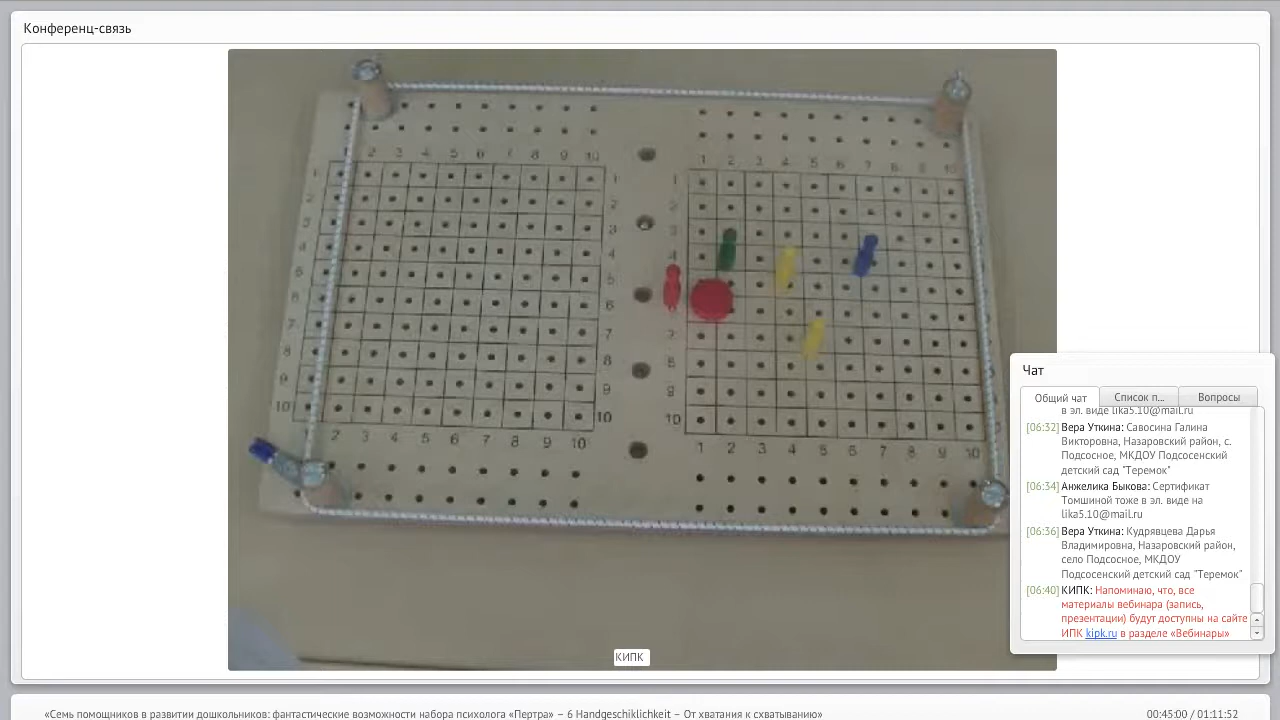 Конференц-связь
1 2 3 4 5 6 7 8 9 10
1 2 3 4 5 6 7 8 9 10
1 1 1 1
2 2 2
3 3 3
4 4 4
5 5
6 6 6
7 7 7
8 8 8
9 9 9
10 10 10
2 3 4 5 6 7 8 9 10
1 2 3 4 5 6 7 8 9 10
КИПК
Чат
Общий чат
Список п...
Вопросы
в эл. виде lika5.10@mail.ru
[06:32] Вера Уткина: Савосина Галина
Викторовна, Назаровский район, с.
Подсосное, МКДОУ Подсосенский
детский сад "Теремок"
[06:34] Анжелика Быкова: Сертификат
Томшиной тоже в эл. виде на
lika5.10@mail.ru
[06:36] Вера Уткина: Кудрявцева Дарья
Владимировна, Назаровский район,
село Подсосное, МКДОУ
Подсосенский детский сад "Теремок"
[06:40] КИПК: Напоминаю, что, все
материалы вебинара (запись,
презентации) будут доступны на сайте
ИПК kipk.ru в разделе «Вебинары»
«Семь помощников в развитии дошкольников: фантастические возможности набора психолога «Пертра» – 6 Handgeschiklichkeit – От хватания к схватыванию»
00:45:00 / 01:11:52